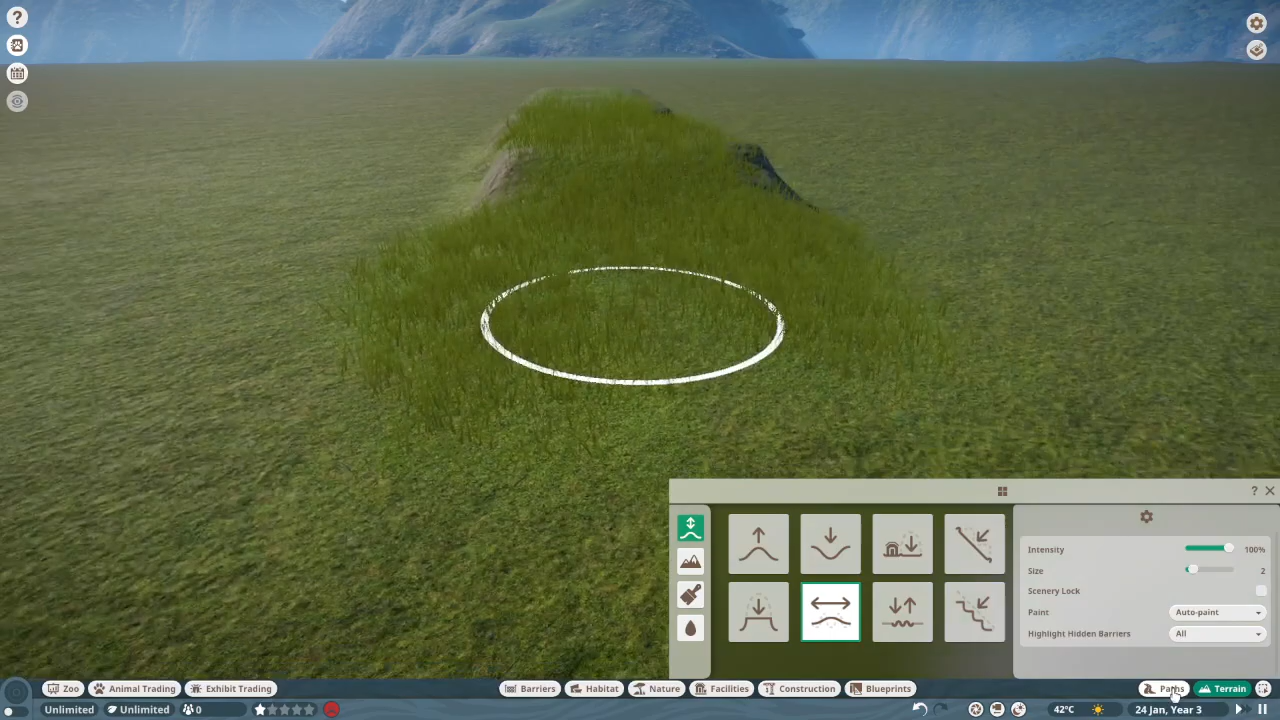 ?
?
Intensity 100%
Size 2
Scenery Lock
Paint Auto-paint
Highlight Hidden Barriers All
Zoo Animal Trading Exhibit Trading Barriers Habitat Nature Facilities Construction Blueprints Paths Terrain
Unlimited Unlimited 0 42°C 24 Jan, Year 3